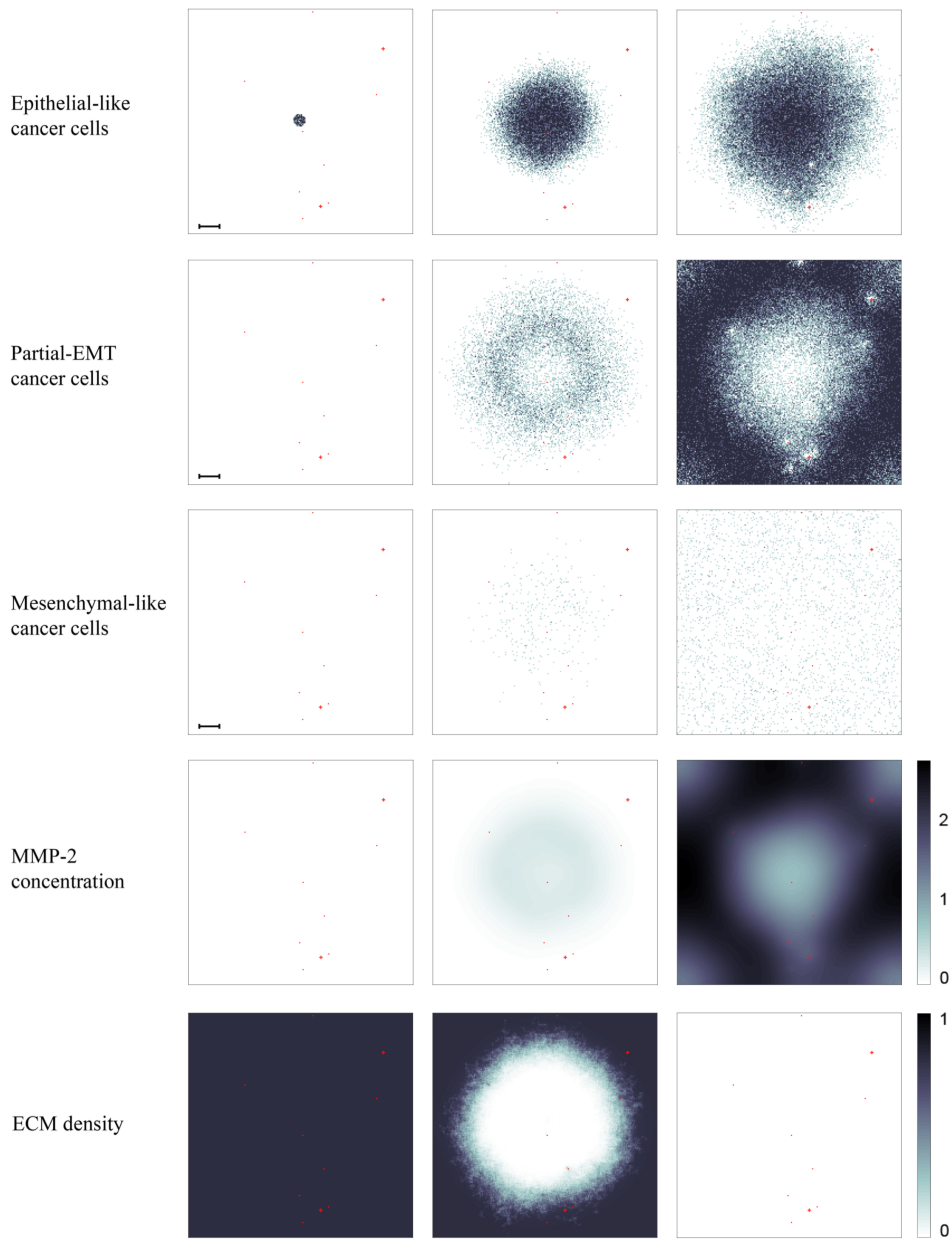 Epithelial-like
cancer cells
Partial-EMT
cancer cells
Mesenchymal-like
cancer cells
MMP-2
concentration
2
1
0
ECM density
1
0